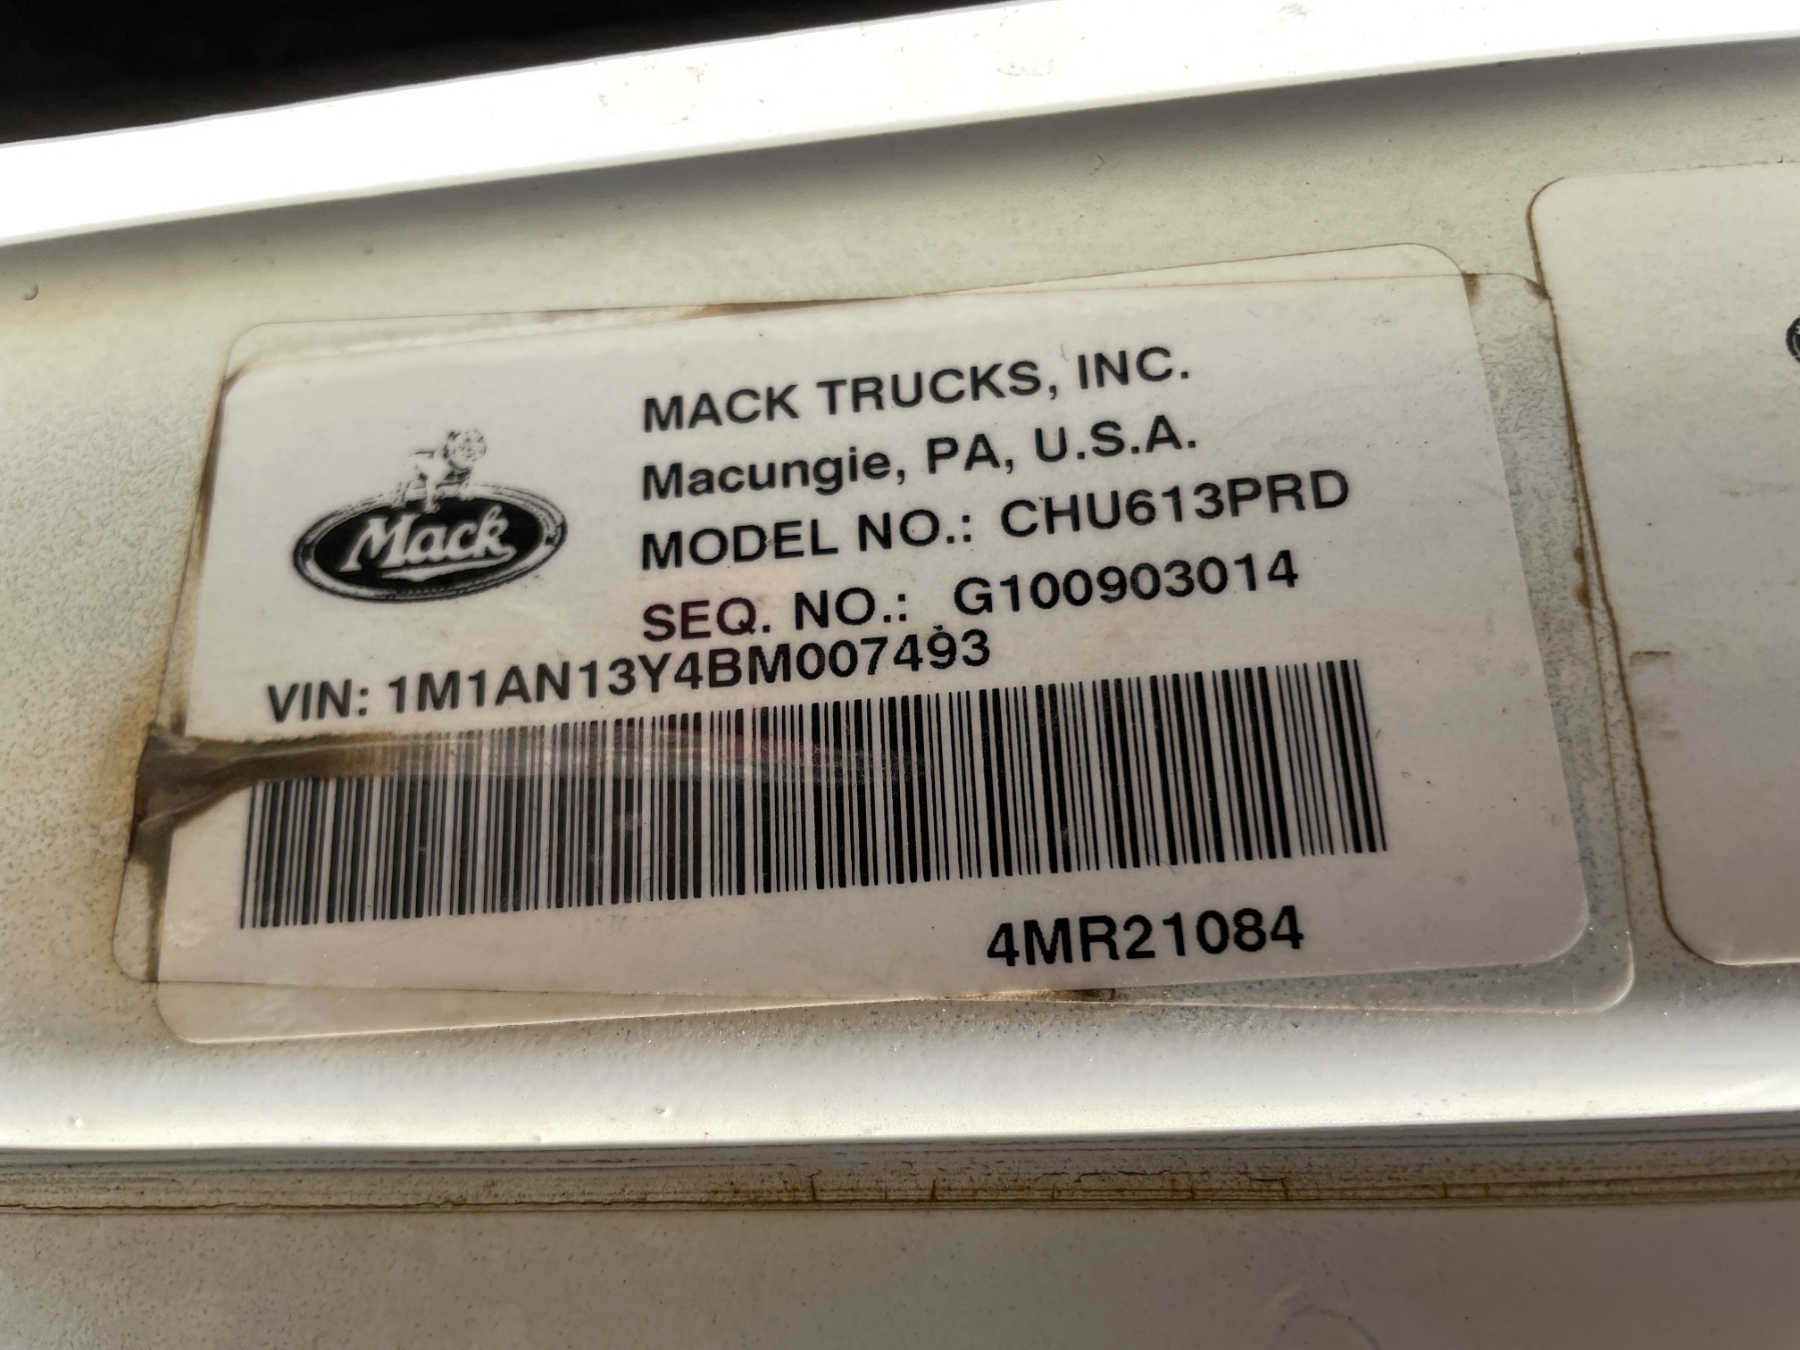 Mack
MACK TRUCKS, INC.
Macungie, PA, U.S.A.
MODEL NO.: CHU613PRD
SEQ. NO.: G100903014
VIN: 1M1AN13Y4BM007493
4MR21084